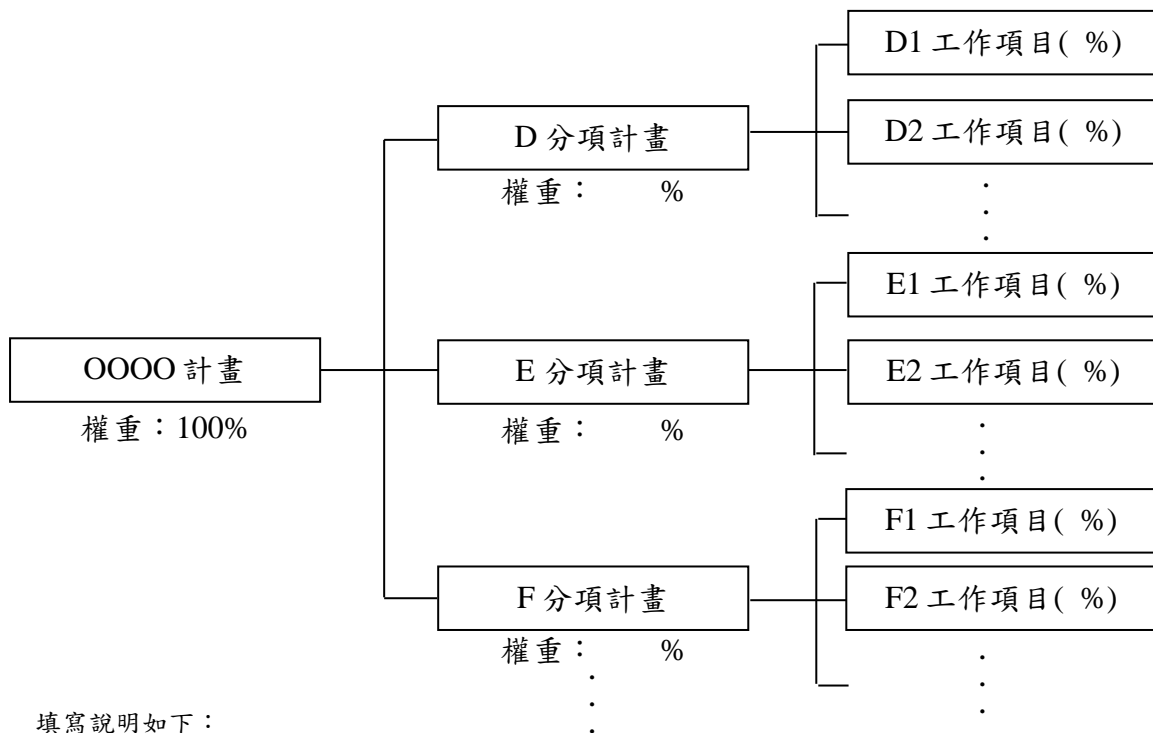 D1 工作項目( %)
D 分項計畫
D2 工作項目( %)
權重： %
E1 工作項目( %)
OOOO 計畫
E 分項計畫
E2 工作項目( %)
權重：100%
權重： %
F1 工作項目( %)
F 分項計畫
F2 工作項目( %)
權重： %
填寫說明如下：